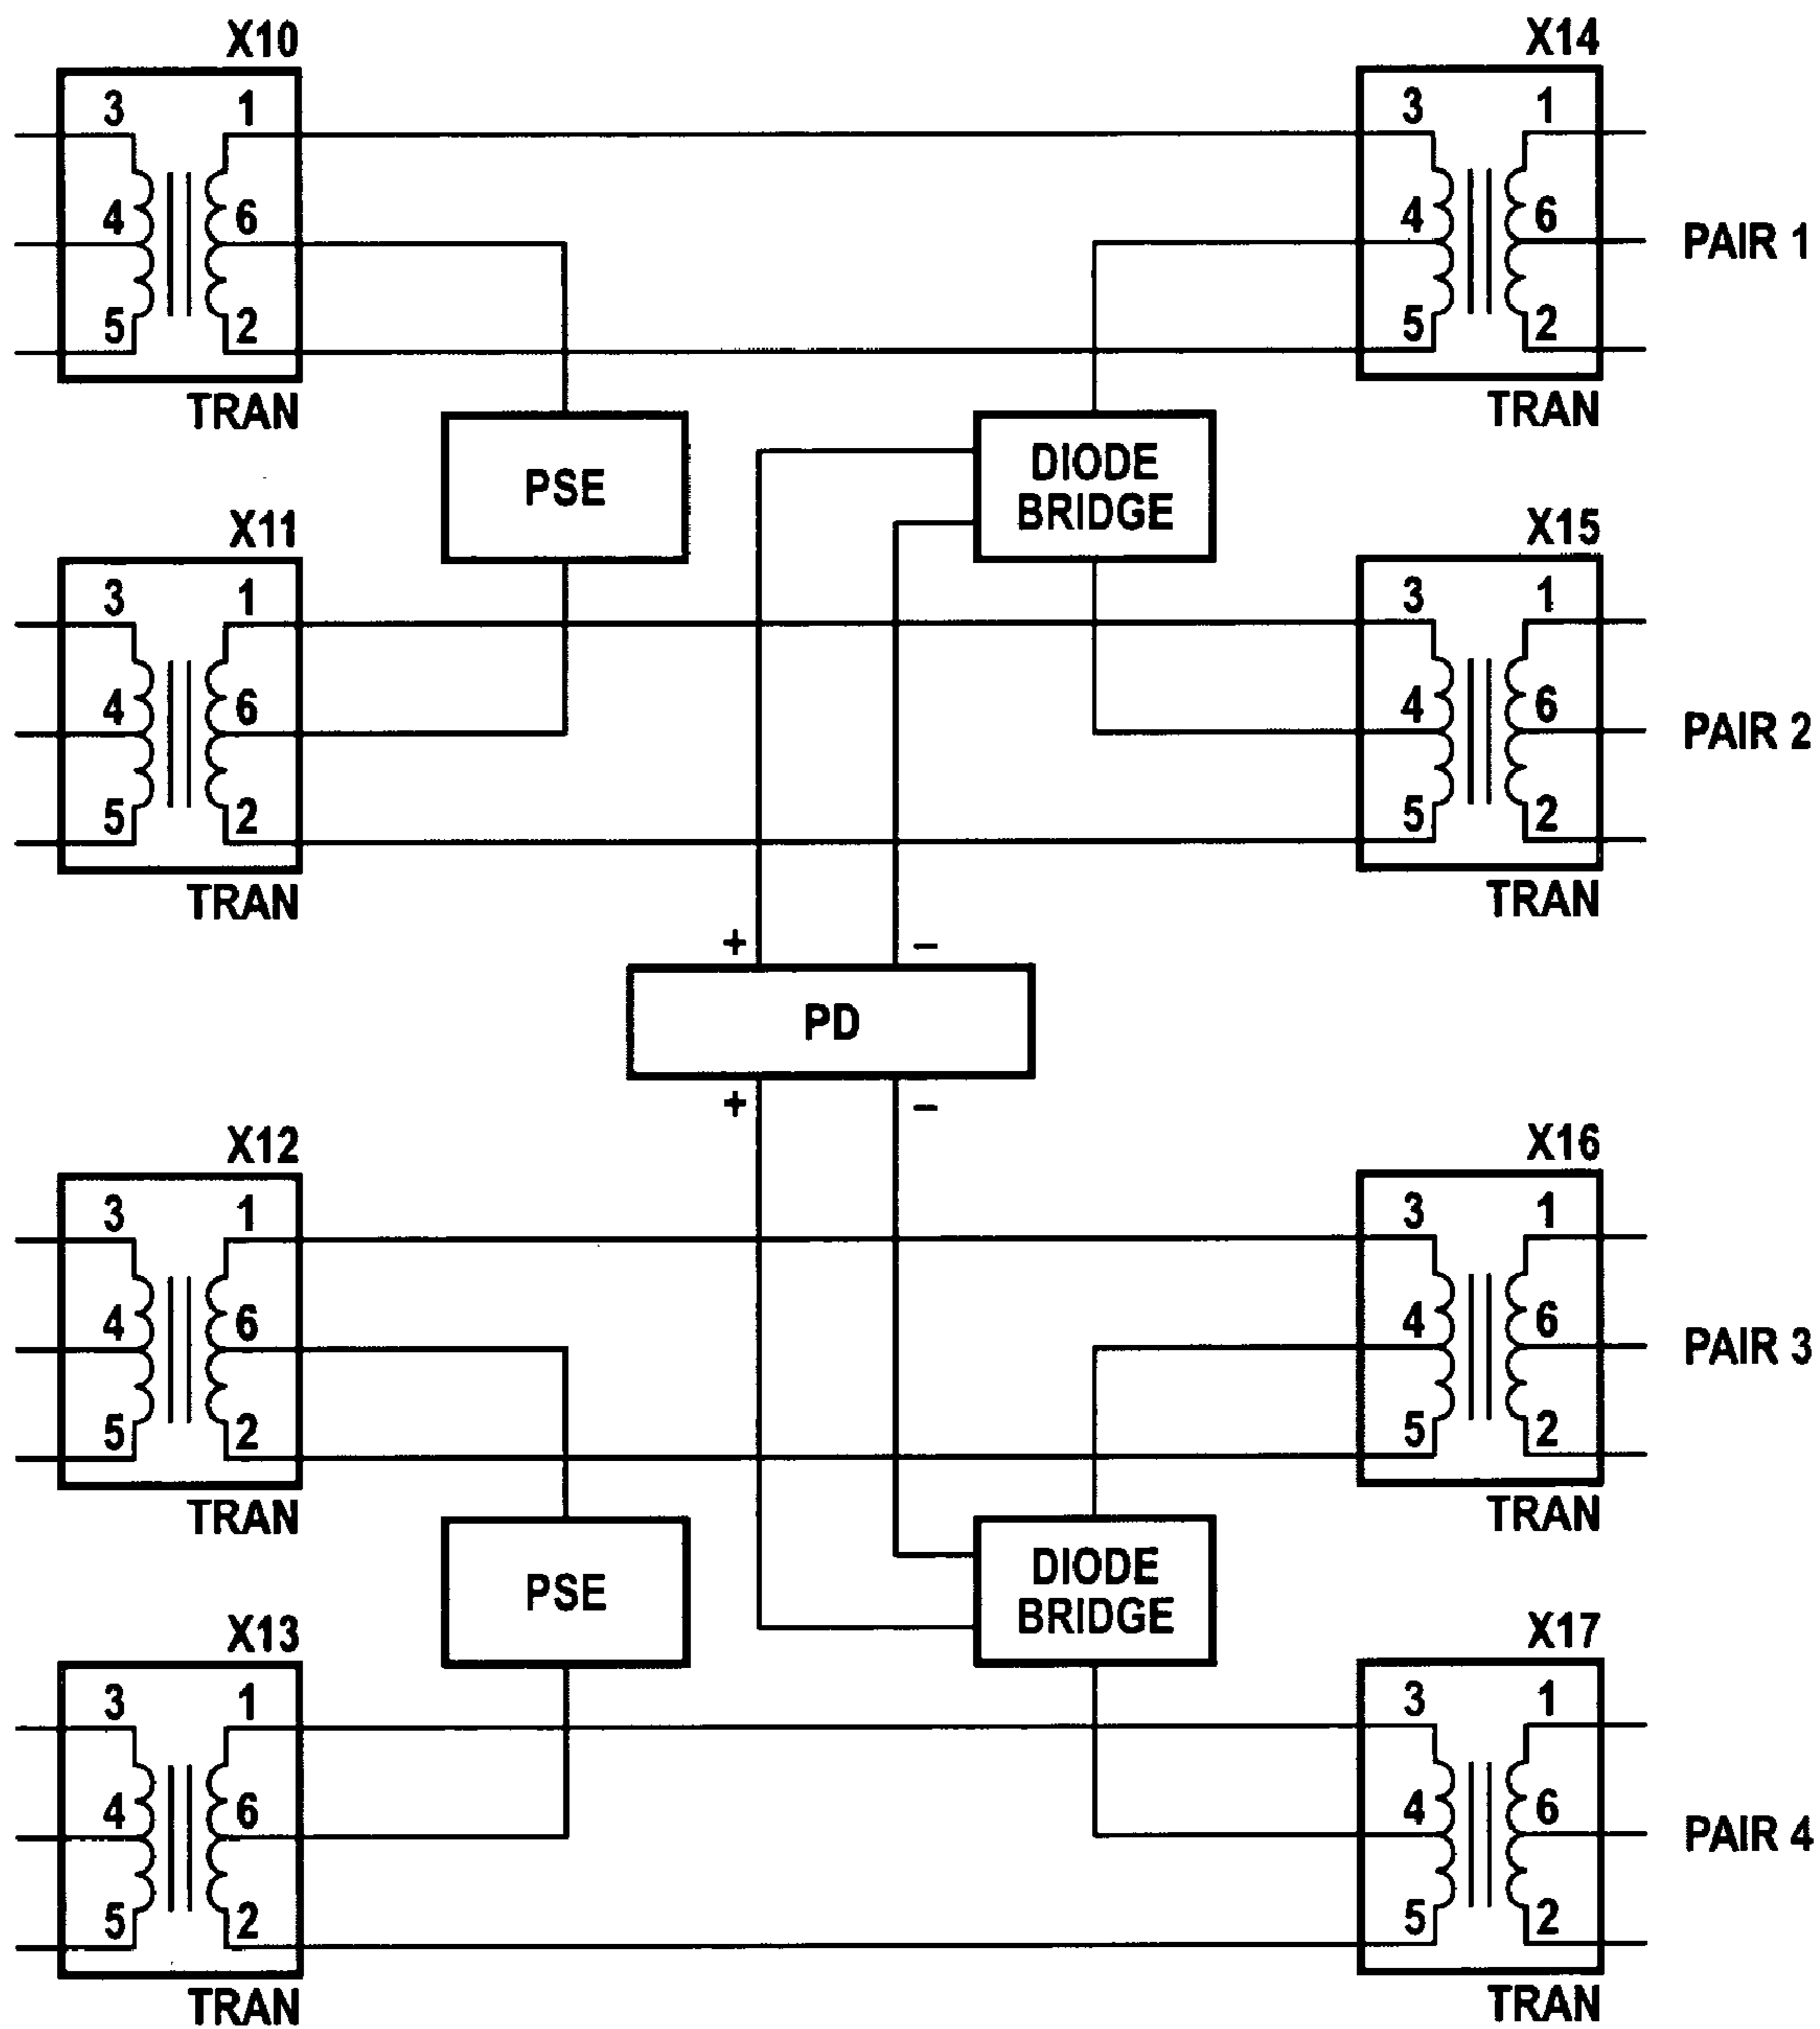 X10 X14
3 1 3 1
4 6 4 6 PAIR 1
5 2 5 2
TRAN TRAN
PSE DIODE
BRIDGE
X11 X15
3 1 3 1
4 6 4 6 PAIR 2
5 2 5 2
TRAN TRAN
+ −
PD
+ −
X12 X16
3 1 3 1
4 6 4 6 PAIR 3
5 2 5 2
TRAN TRAN
PSE DIODE
BRIDGE
X13 X17
3 1 3 1
4 6 4 6 PAIR 4
5 2 5 2
TRAN TRAN